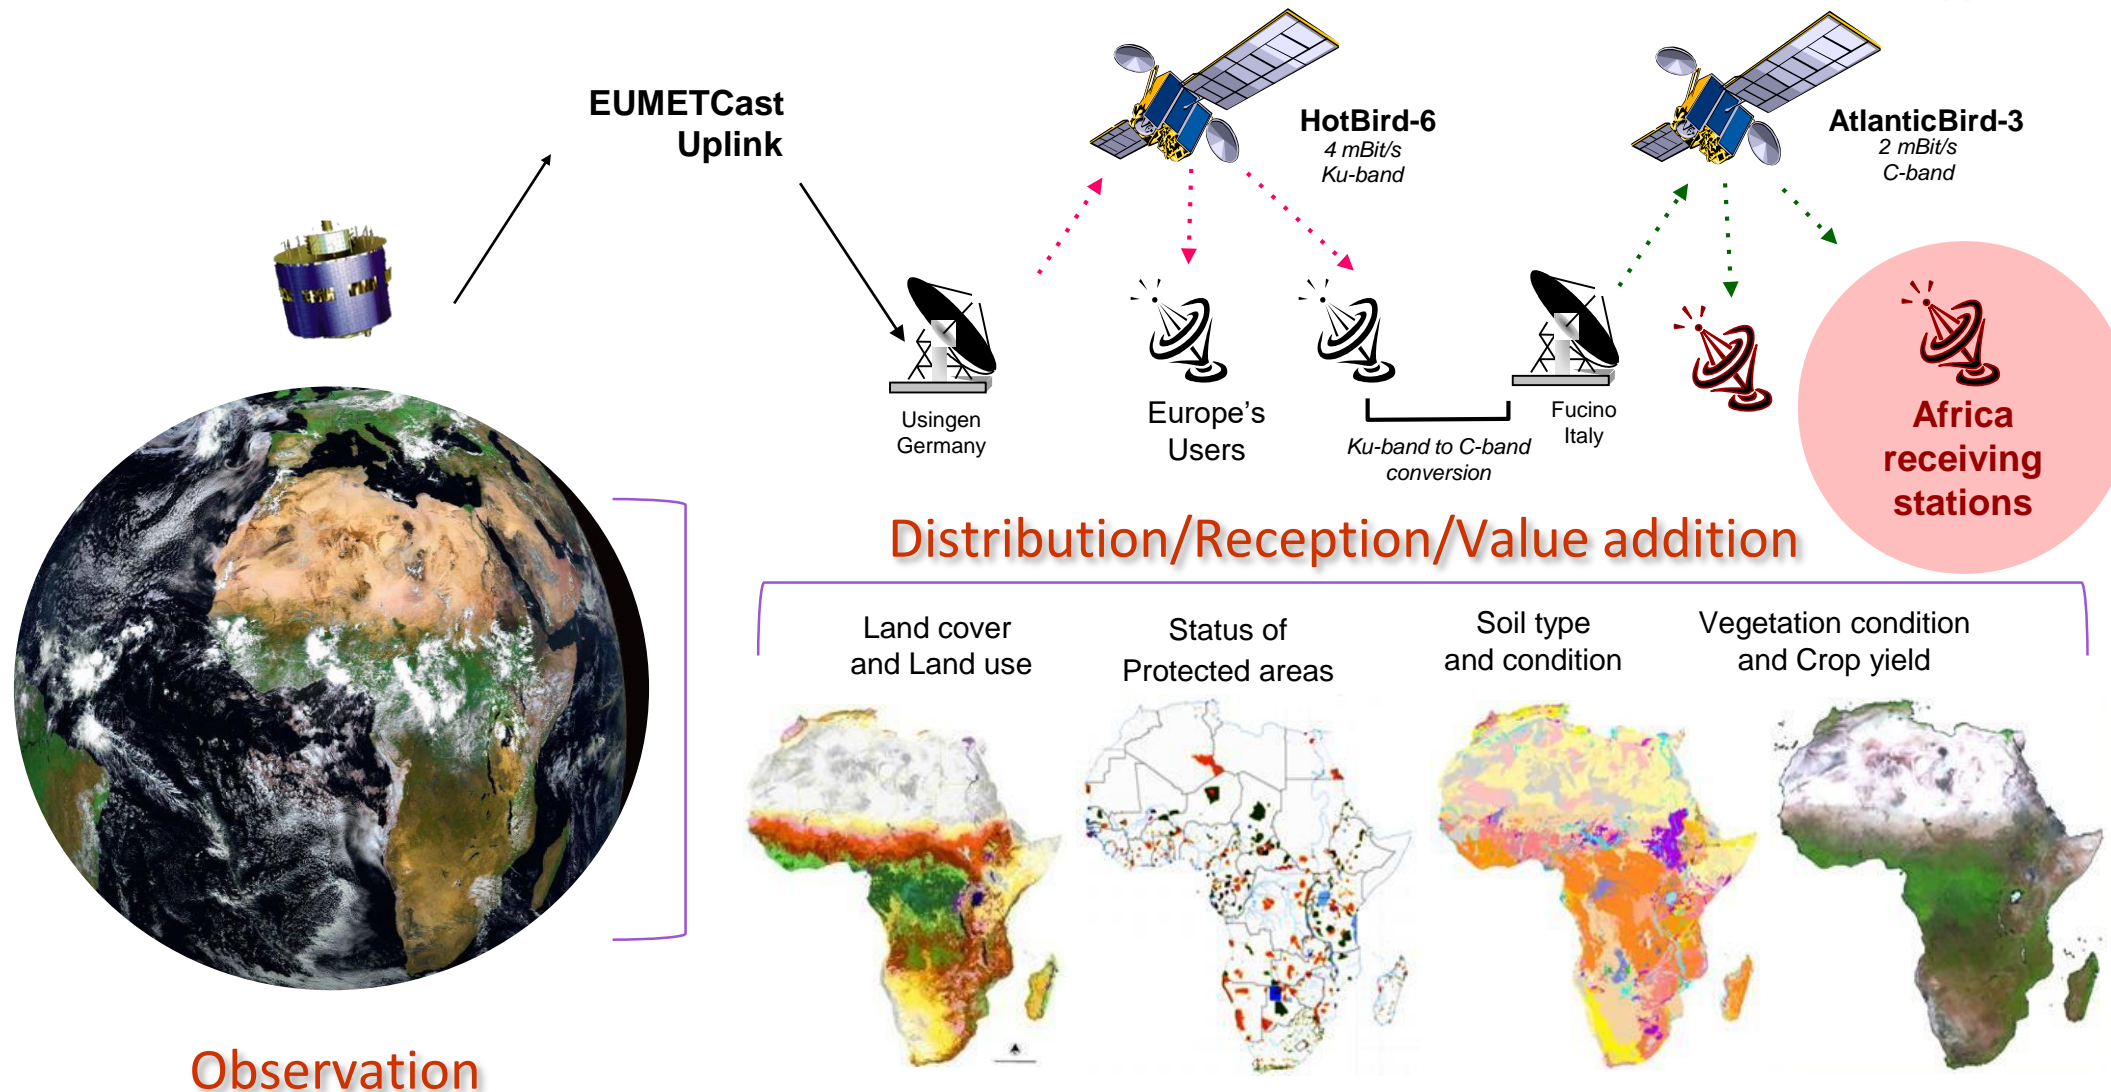 EUMETCast
Uplink
HotBird-6
4 mBit/s
Ku-band
AtlanticBird-3
2 mBit/s
C-band
Usingen
Germany
Europe's
Users
Ku-band to C-band
conversion
Fucino
Italy
Africa
receiving
stations
Distribution/Reception/Value addition
Land cover
and Land use
Status of
Protected areas
Soil type
and condition
Vegetation condition
and Crop yield
Observation